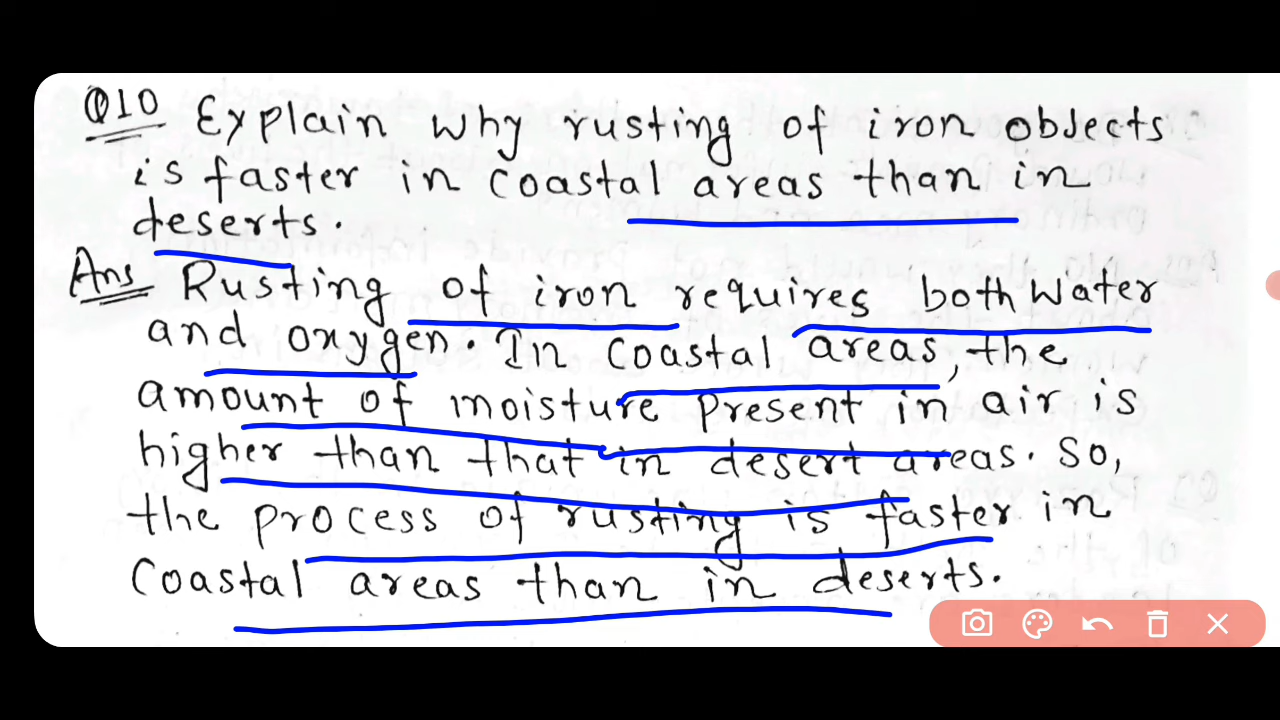 Q10 Explain why rusting of iron objects
is faster in coastal areas than in
deserts.
Ans Rusting of iron requires both water
and oxygen. In coastal areas, the
amount of moisture present in air is
higher than that in desert areas. So,
the process of rusting is faster in
coastal areas than in deserts.